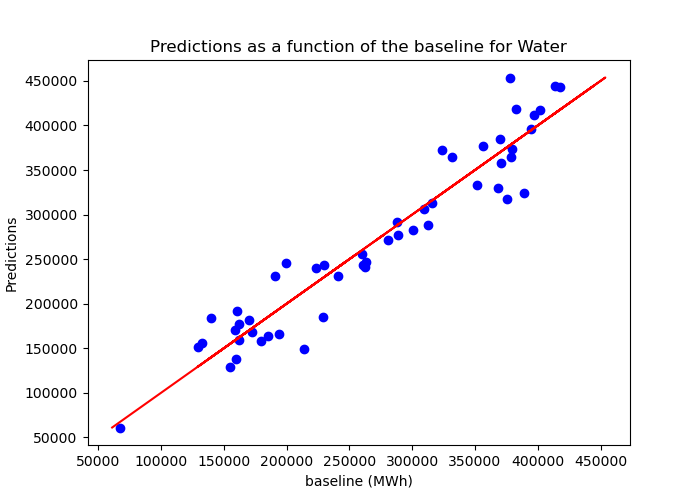 Predictions as a function of the baseline for Water
450000
400000
350000
300000
250000
200000
150000
100000
50000
Predictions
50000 100000 150000 200000 250000 300000 350000 400000 450000
baseline (MWh)